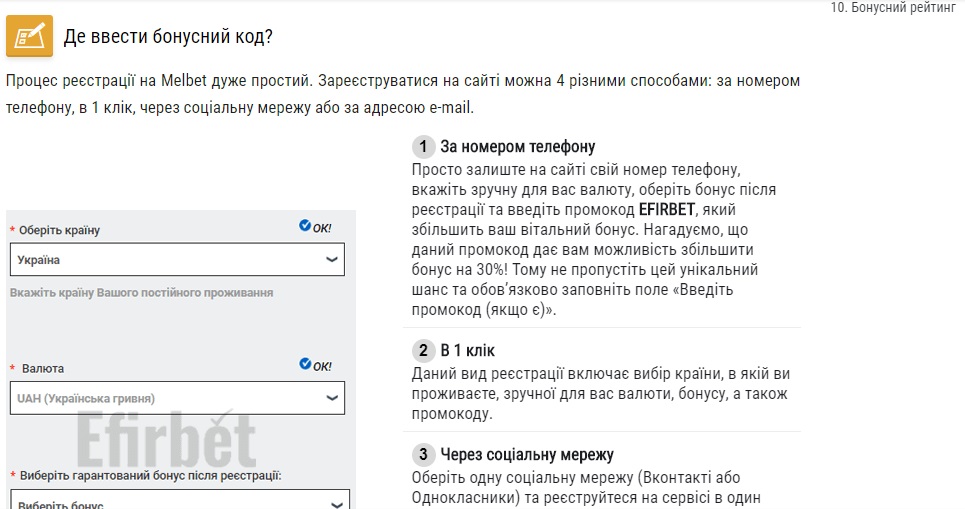 10. Бонусний рейтинг
Де ввести бонусний код?
Процес реєстрації на Melbet дуже простий. Зареєструватися на сайті можна 4 різними способами: за номером
телефону, в 1 клік, через соціальну мережу або за адресою e-mail.
* Оберіть країну
OK!
Україна
Вкажіть країну Вашого постійного проживання
* Валюта
OK!
UAH (Українська гривня)
Efirbet
* Виберіть гарантований бонус після реєстрації:
Виберіть бонус
1 За номером телефону
Просто залиште на сайті свій номер телефону,
вкажіть зручну для вас валюту, оберіть бонус після
реєстрації та введіть промокод EFIRBET, який
збільшить ваш вітальний бонус. Нагадуємо, що
даний промокод дає вам можливість збільшити
бонус на 30%! Тому не пропустіть цей унікальний
шанс та обов’язково заповніть поле «Введіть
промокод (якщо є)».
2 В 1 клік
Даний вид реєстрації включає вибір країни, в якій ви
проживаєте, зручної для вас валюти, бонусу, а також
промокоду.
3 Через соціальну мережу
Оберіть одну соціальну мережу (Вконтакті або
Однокласники) та реєструйтеся на сервісі в один